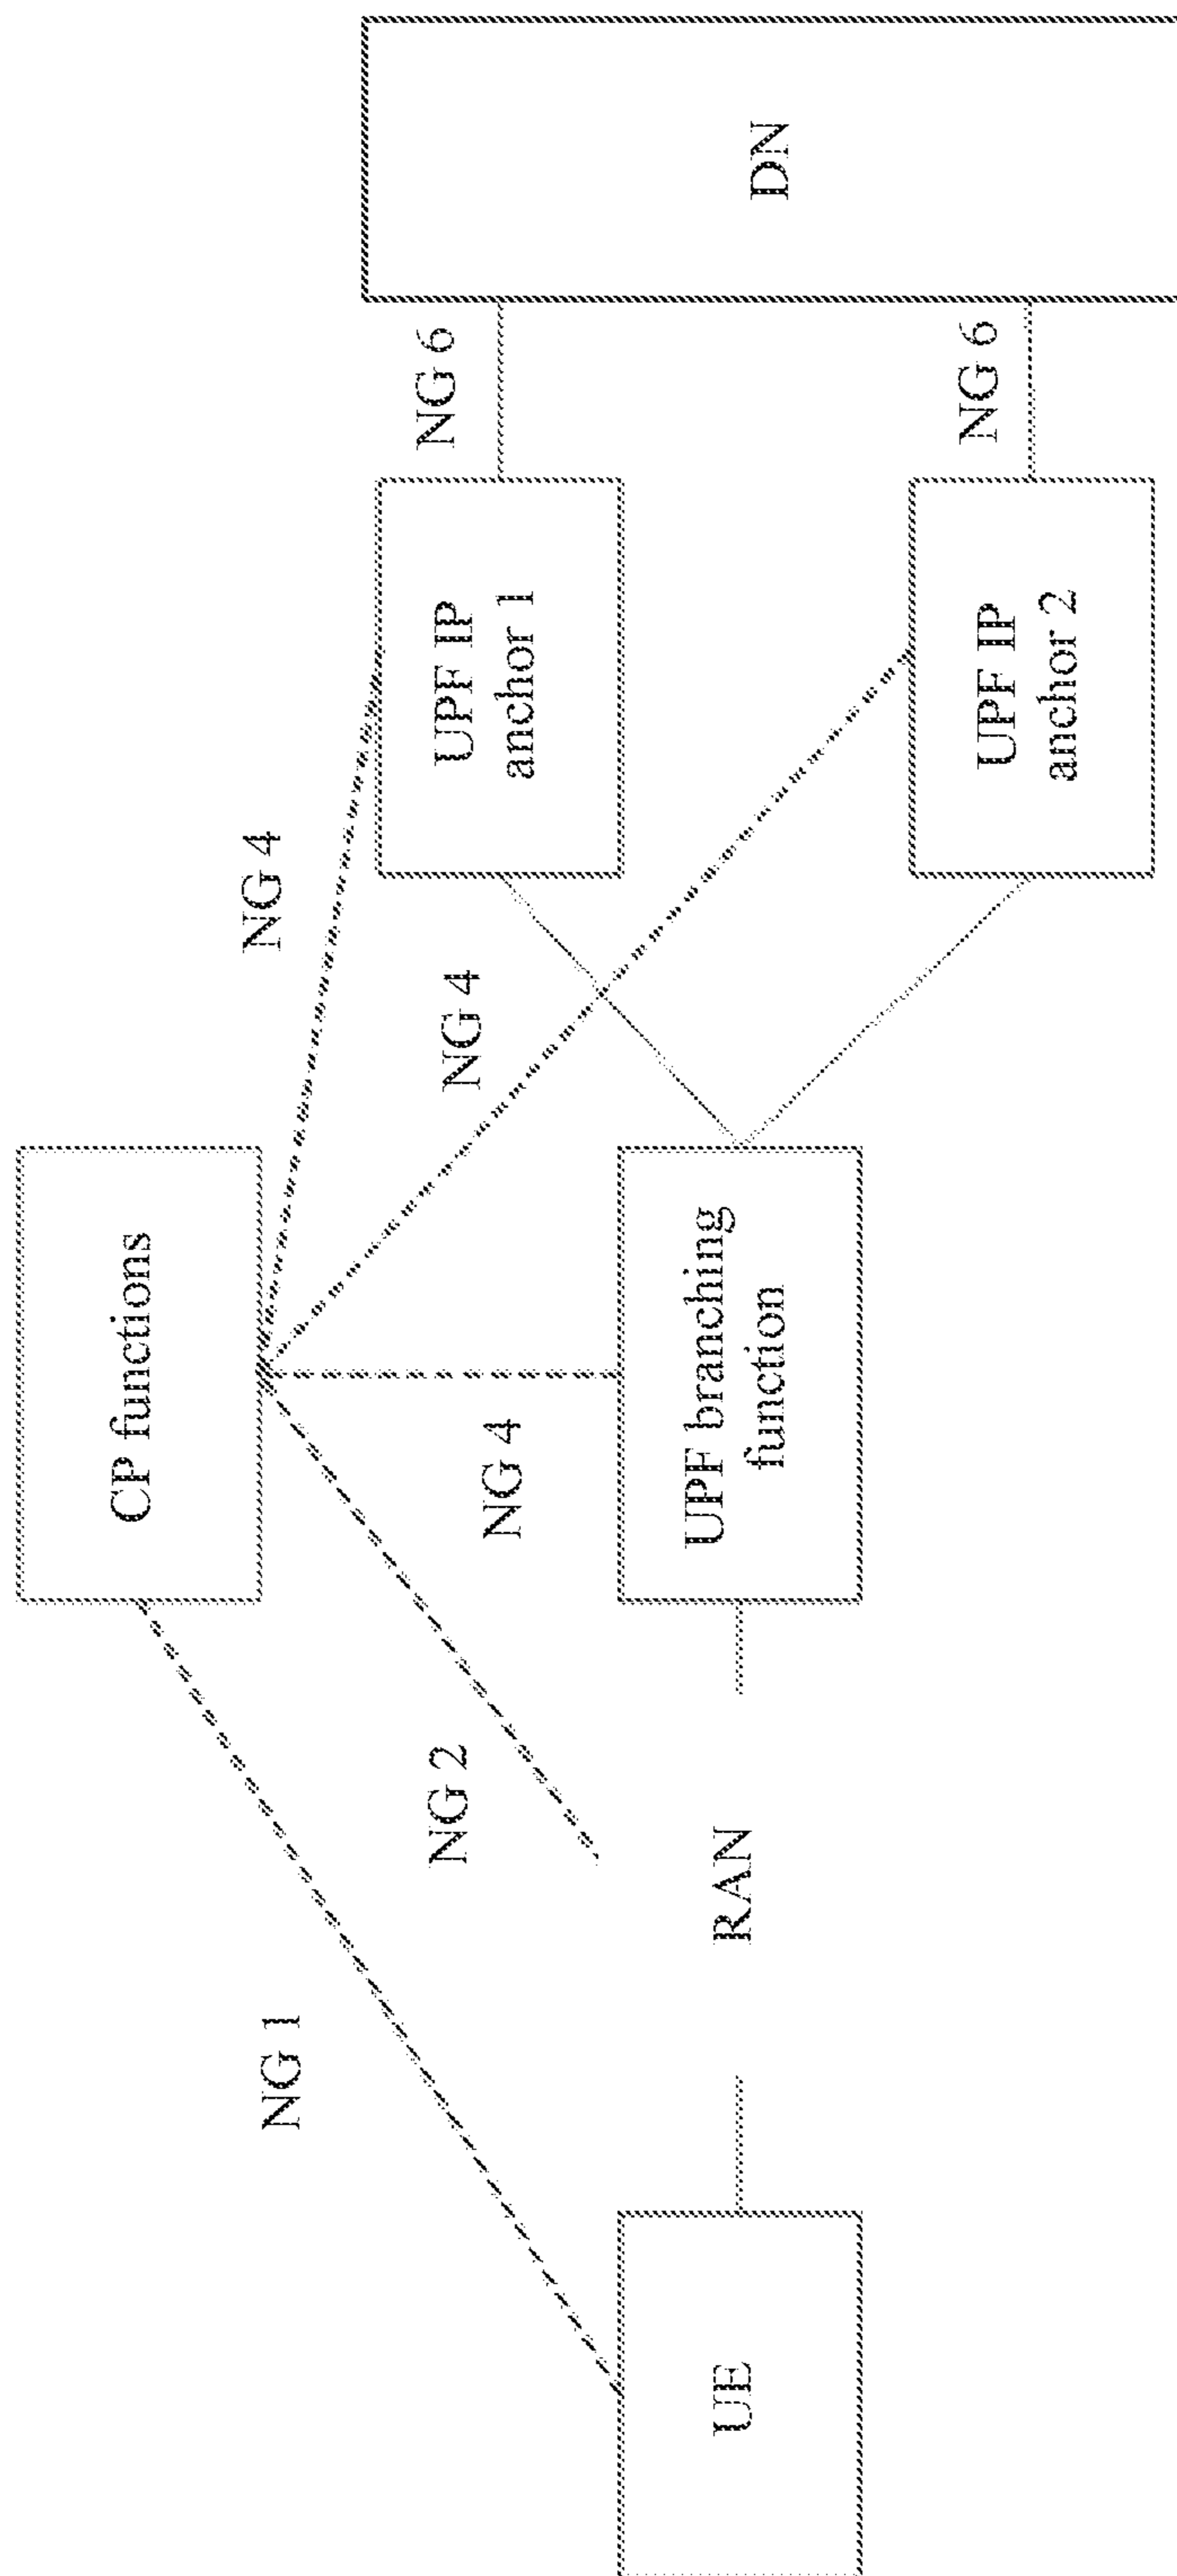 CP functions
NG 1
NG 2
NG 4
NG 4
NG 4
UE
RAN
UPF branching
function
UPF IP
anchor 1
UPF IP
anchor 2
NG 6
NG 6
DN